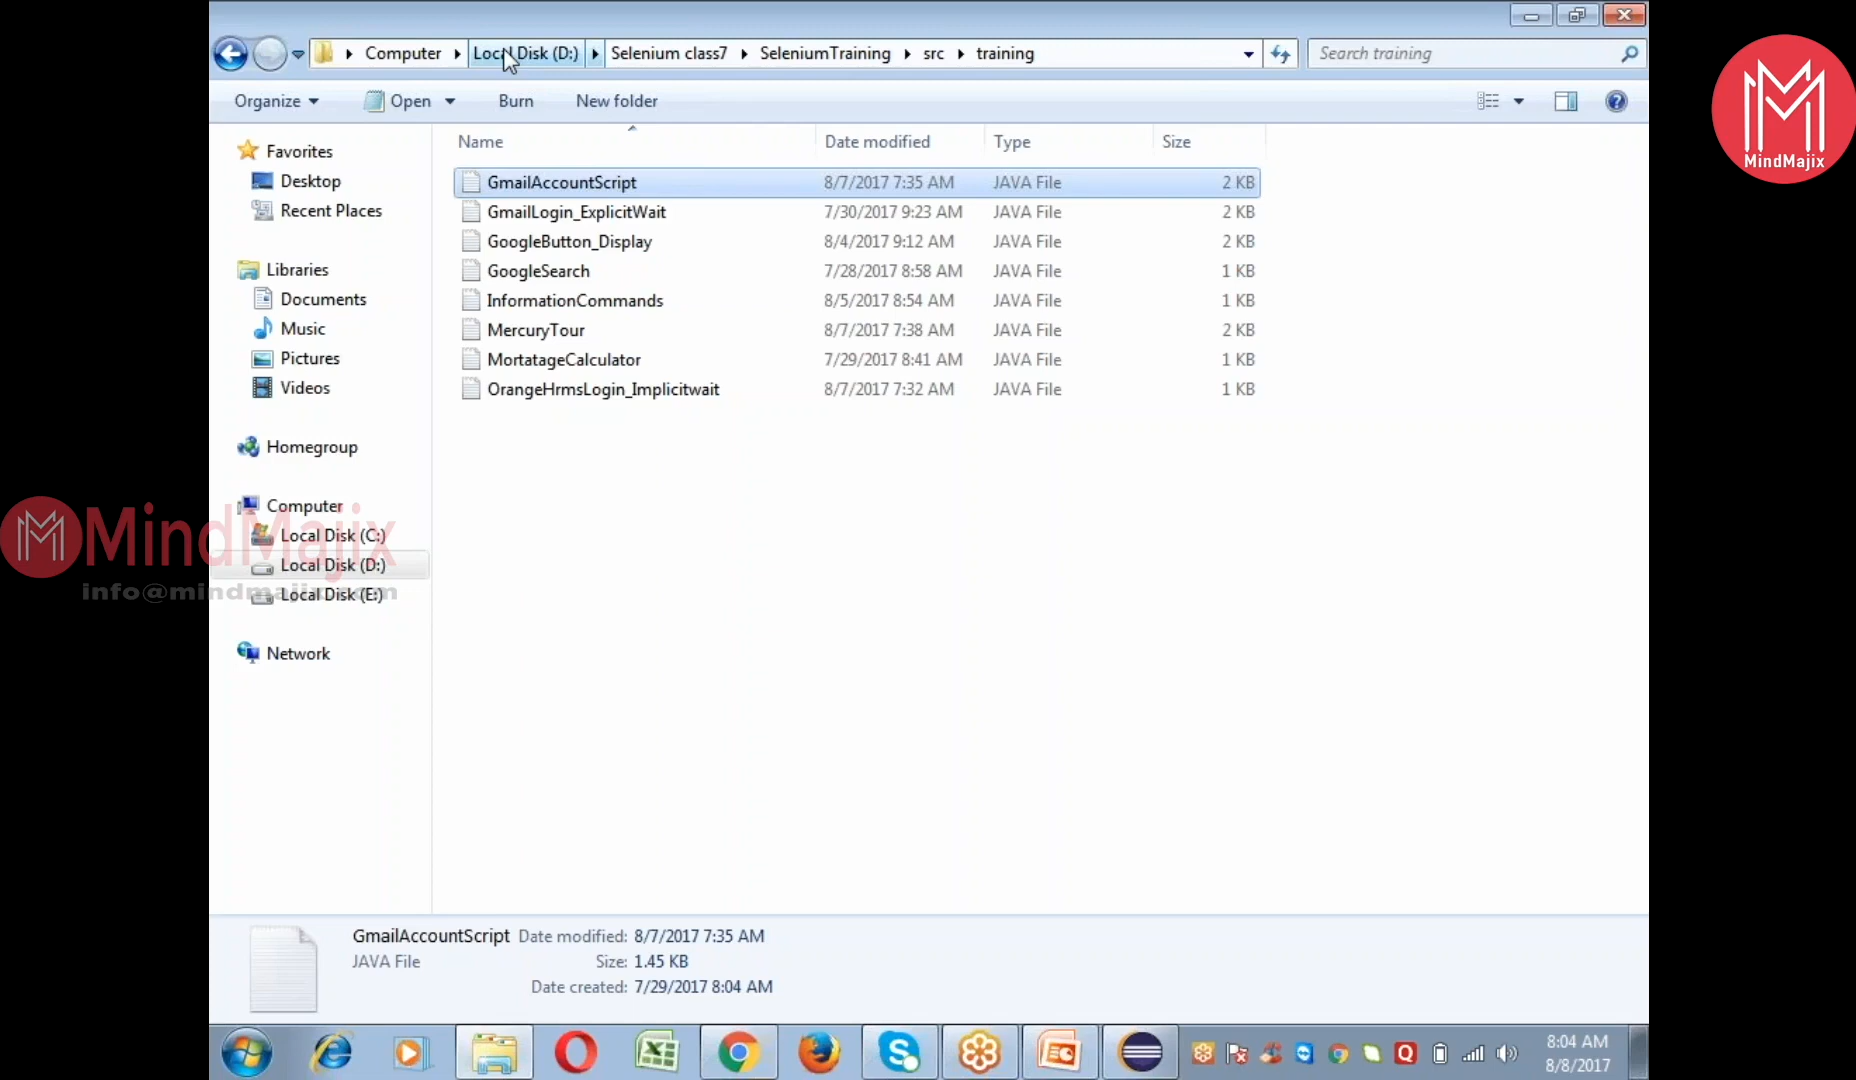 Computer Local Disk (D:) Selenium class7 SeleniumTraining src training Search training
Organize Open Burn New folder
Name Date modified Type Size
GmailAccountScript 8/7/2017 7:35 AM JAVA File 2 KB
GmailLogin_ExplicitWait 7/30/2017 9:23 AM JAVA File 2 KB
GoogleButton_Display 8/4/2017 9:12 AM JAVA File 2 KB
GoogleSearch 7/28/2017 8:58 AM JAVA File 1 KB
InformationCommands 8/5/2017 8:54 AM JAVA File 1 KB
MercuryTour 8/7/2017 7:38 AM JAVA File 2 KB
MortatageCalculator 7/29/2017 8:41 AM JAVA File 1 KB
OrangeHrmsLogin_Implicitwait 8/7/2017 7:32 AM JAVA File 1 KB
Favorites
Desktop
Recent Places
Libraries
Documents
Music
Pictures
Videos
Homegroup
Computer
Local Disk (C:)
Local Disk (D:)
Local Disk (E:)
Network
MindMajix
info@mindmajix.com
MindMajix
GmailAccountScript Date modified: 8/7/2017 7:35 AM
JAVA File Size: 1.45 KB
Date created: 7/29/2017 8:04 AM
8:04 AM
8/8/2017